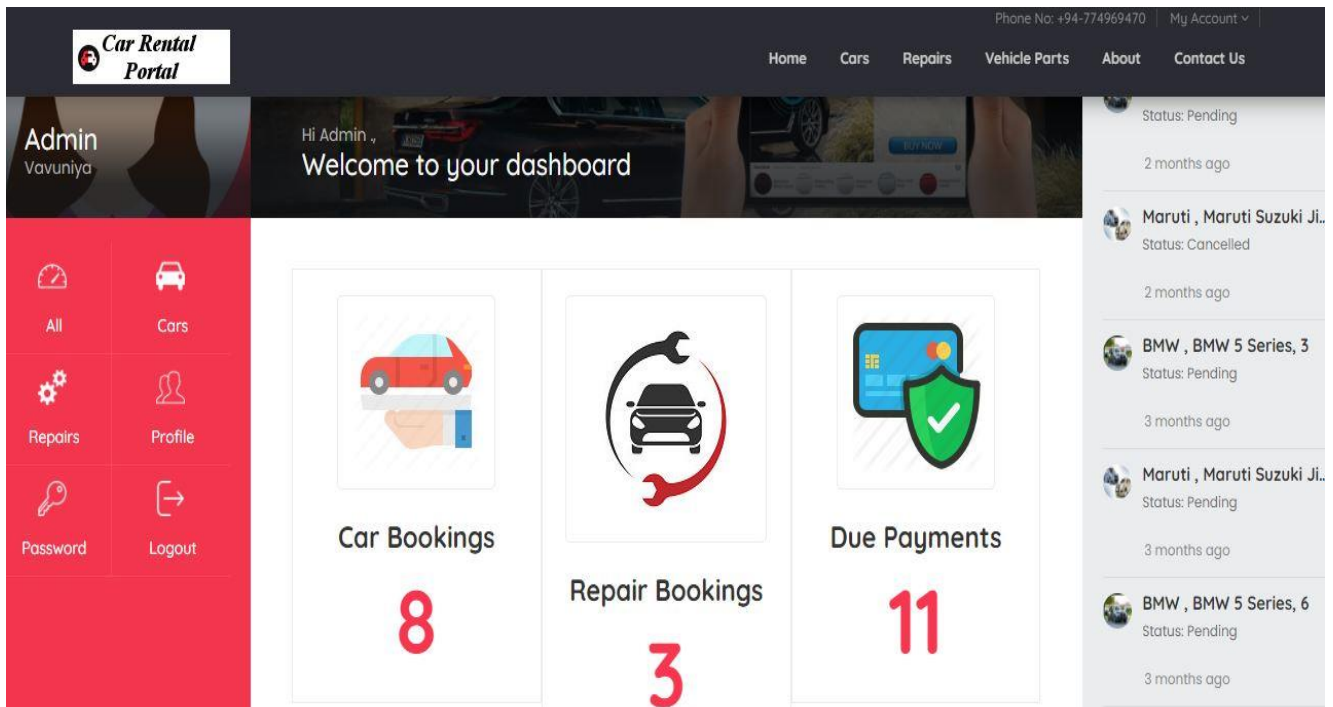 Phone No: +94-774969470
My Account
Car Rental
Portal
Home
Cars
Repairs
Vehicle Parts
About
Contact Us
Admin
Vavuniya
Hi Admin .,
Welcome to your dashboard
BUY NOW
All
Cars
Repairs
Profile
Password
Logout
Car Bookings
8
Repair Bookings
3
Due Payments
11
Status: Pending
2 months ago
Maruti , Maruti Suzuki Ji..
Status: Cancelled
2 months ago
BMW , BMW 5 Series, 3
Status: Pending
3 months ago
Maruti , Maruti Suzuki Ji..
Status: Pending
3 months ago
BMW , BMW 5 Series, 6
Status: Pending
3 months ago